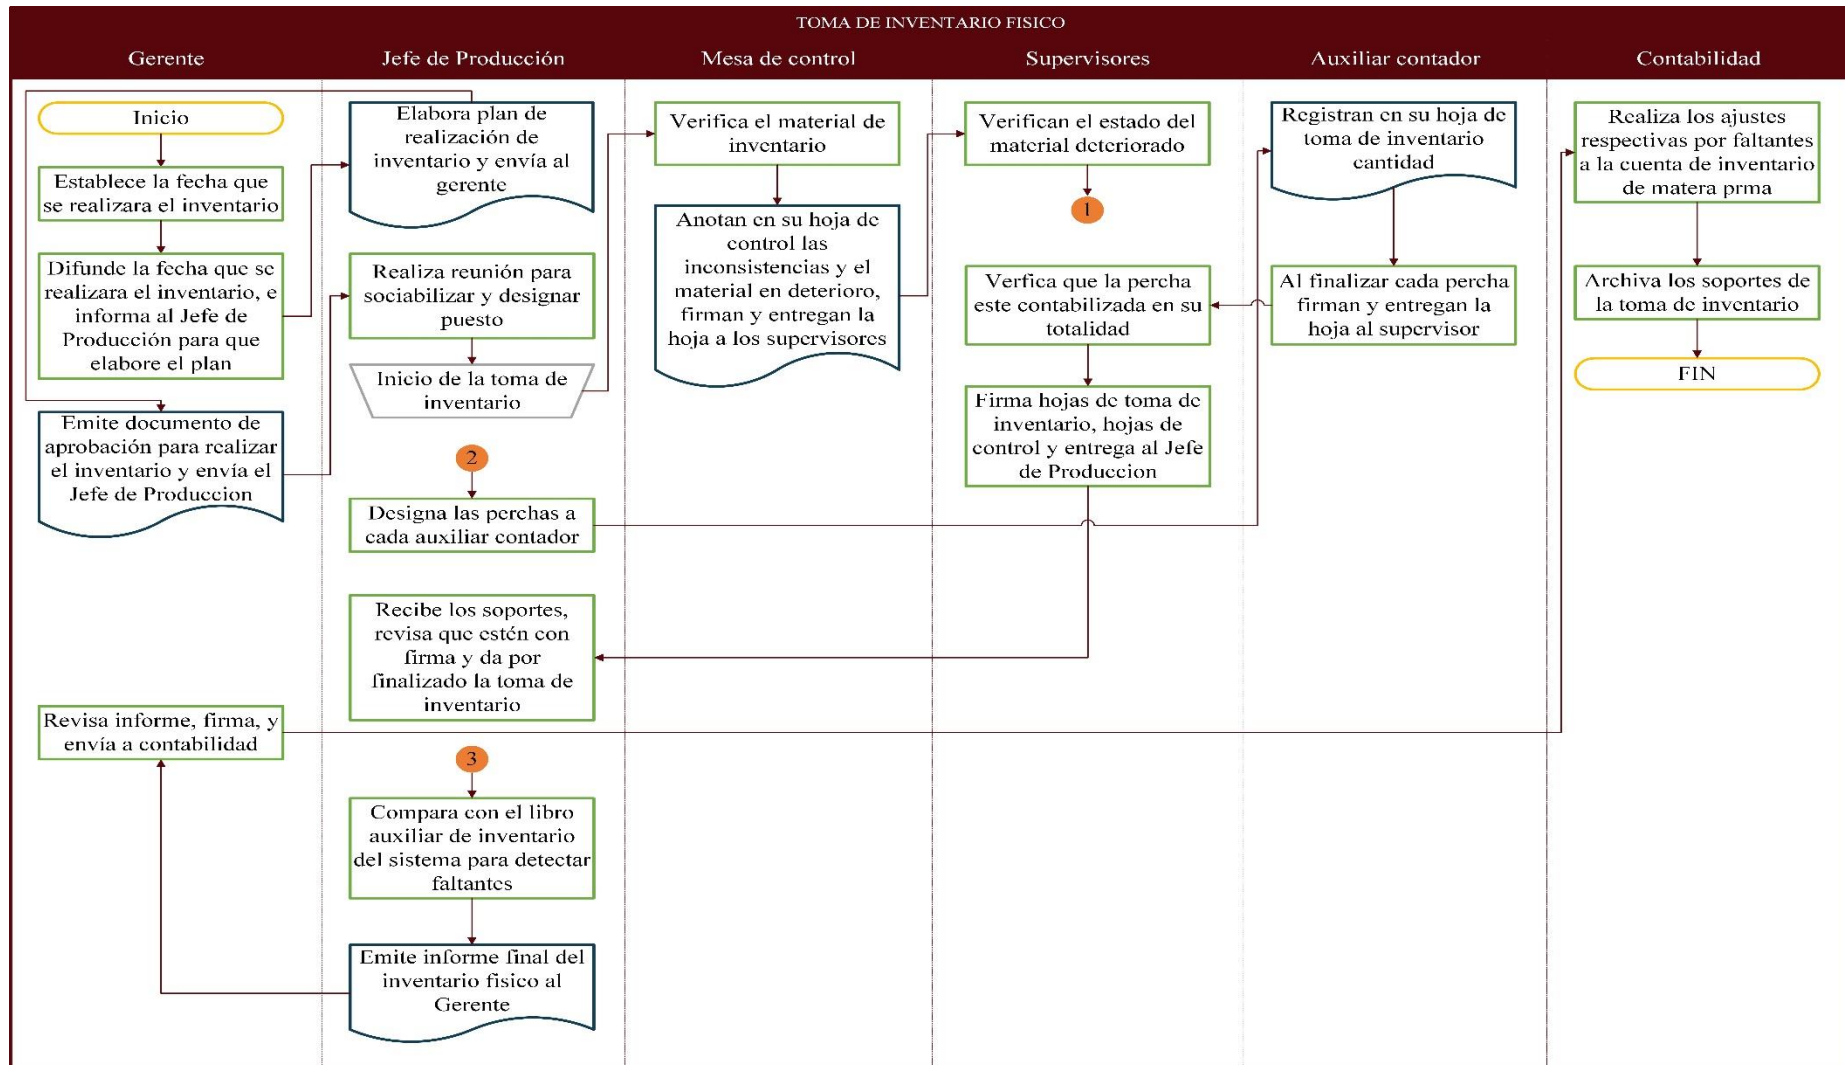 TOMA DE INVENTARIO FISICO
Gerente
Jefe de Producción
Mesa de control
Supervisores
Auxiliar contador
Contabilidad
Inicio
Establece la fecha que
se realizara el inventario
Difunde la fecha que se
realizara el inventario, e
informa al Jefe de
Producción para que
elabore el plan
Emite documento de
aprobación para realizar
el inventario y envía el
Jefe de Produccion
Revisa informe, firma, y
envía a contabilidad
Elabora plan de
realización de
inventario y envía al
gerente
Realiza reunión para
sociabilizar y designar
puesto
Inicio de la toma de
inventario
2
Designa las perchas a
cada auxiliar contador
Recibe los soportes,
revisa que estén con
firma y da por
finalizado la toma de
inventario
3
Compara con el libro
auxiliar de inventario
del sistema para detectar
faltantes
Emite informe final del
inventario fisico al
Gerente
Verifica el material de
inventario
Anotan en su hoja de
control las
inconsistencias y el
material en deterioro,
firman y entregan la
hoja a los supervisores
Verifican el estado del
material deteriorado
1
Verfica que la percha
este contabilizada en su
totalidad
Firma hojas de toma de
inventario, hojas de
control y entrega al Jefe
de Produccion
Registran en su hoja de
toma de inventario
cantidad
Al finalizar cada percha
firman y entregan la
hoja al supervisor
Realiza los ajustes
respectivas por faltantes
a la cuenta de inventario
de matera prma
Archiva los soportes de
la toma de inventario
FIN